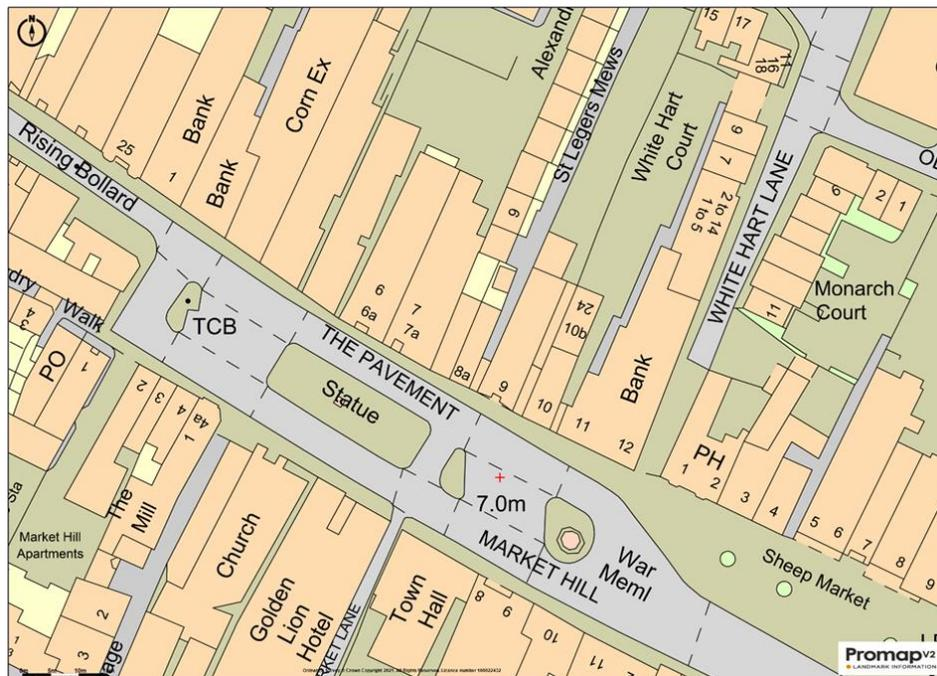 N
Rising Bollard
25
1
Bank
Bank
Corn Ex
Alexand
St Legers Mews
White Hart
Court
15
17
11
16
18
9
7
2 to 14
1 to 5
WHITE HART LANE
6
2
1
Monarch
Court
11
TCB
Walk
4
3
PO
1
THE PAVEMENT
6
6a
7
7a
8a
9
6
10
10b
24
11
12
Bank
Statue
2
3
4
4a
1
The
Mill
Church
Golden
Lion
Hotel
Market Hill
Apartments
2
3
7.0m
MARKET HILL
Town
Hall
8
9
10
11
War
Meml
PH
1
2
3
4
5
6
7
8
9
Sheep Market
Promap V2
LANDMARK INFORMATION